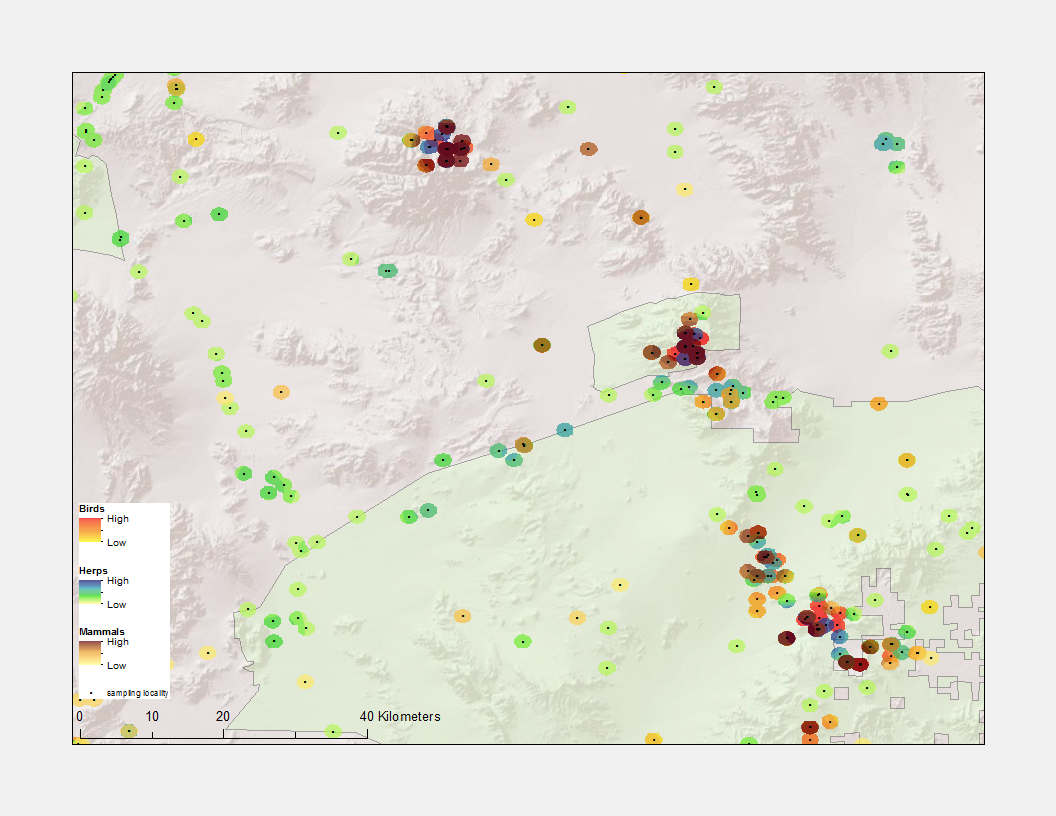 Birds
High
Low
Herps
High
Low
Mammals
High
Low
sampling locality
0 10 20 40 Kilometers